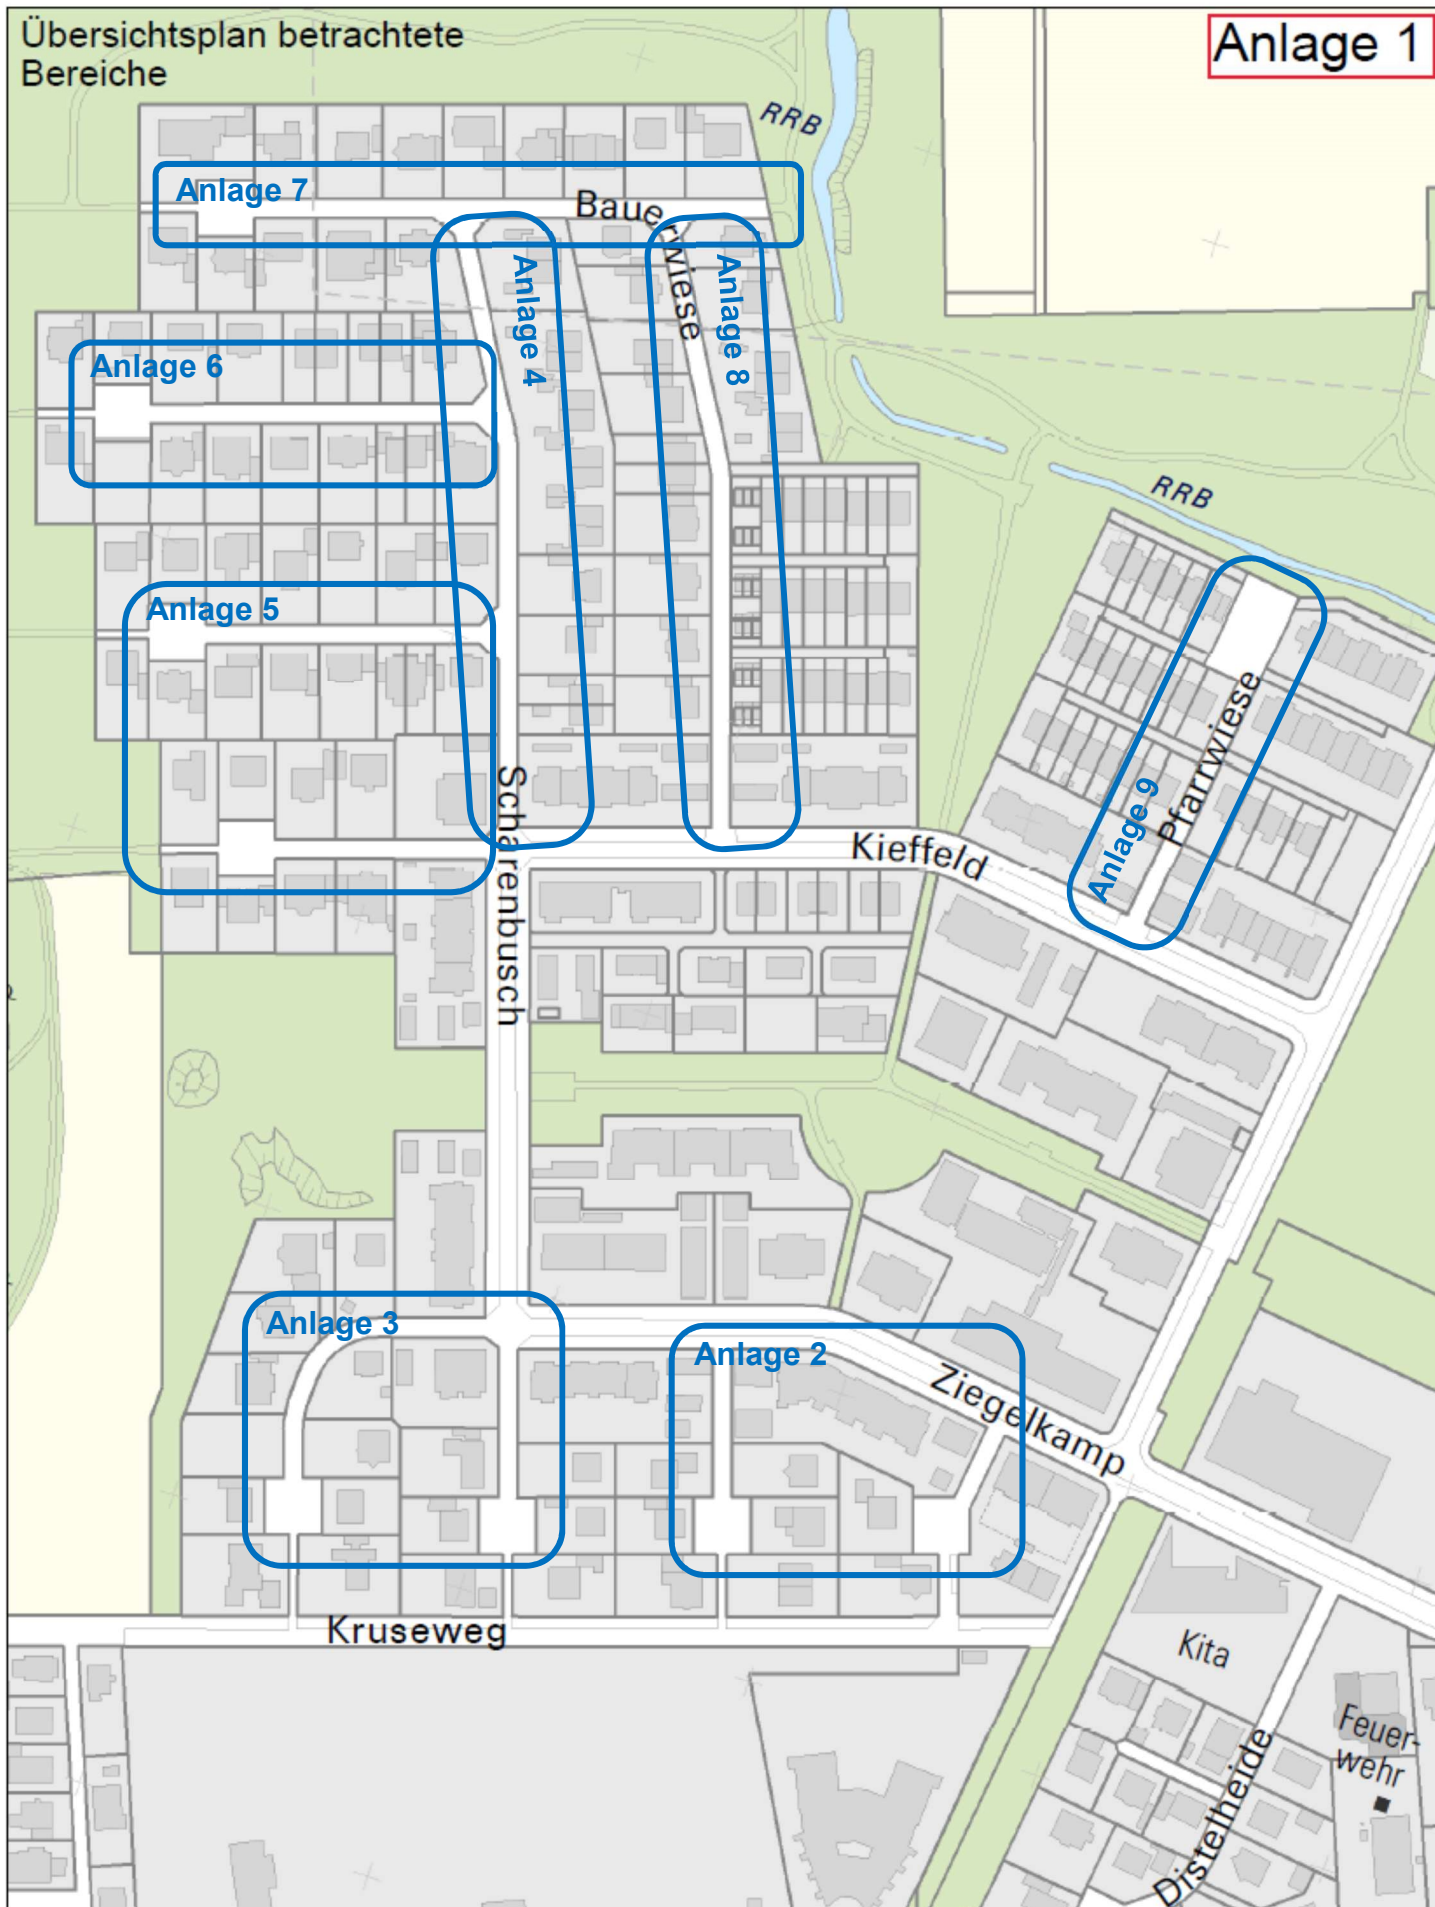 Übersichtsplan betrachtete
Bereiche
Anlage 1
RRB
Anlage 7
Bauerwiese
Anlage 4
Anlage 8
Anlage 6
RRB
Anlage 5
Pfarrwiese
Anlage 9
Scharenbusch
Kieffeld
Anlage 3
Anlage 2
Ziegelkamp
Kruseweg
Kita
Feuer-
wehr
Distelheide